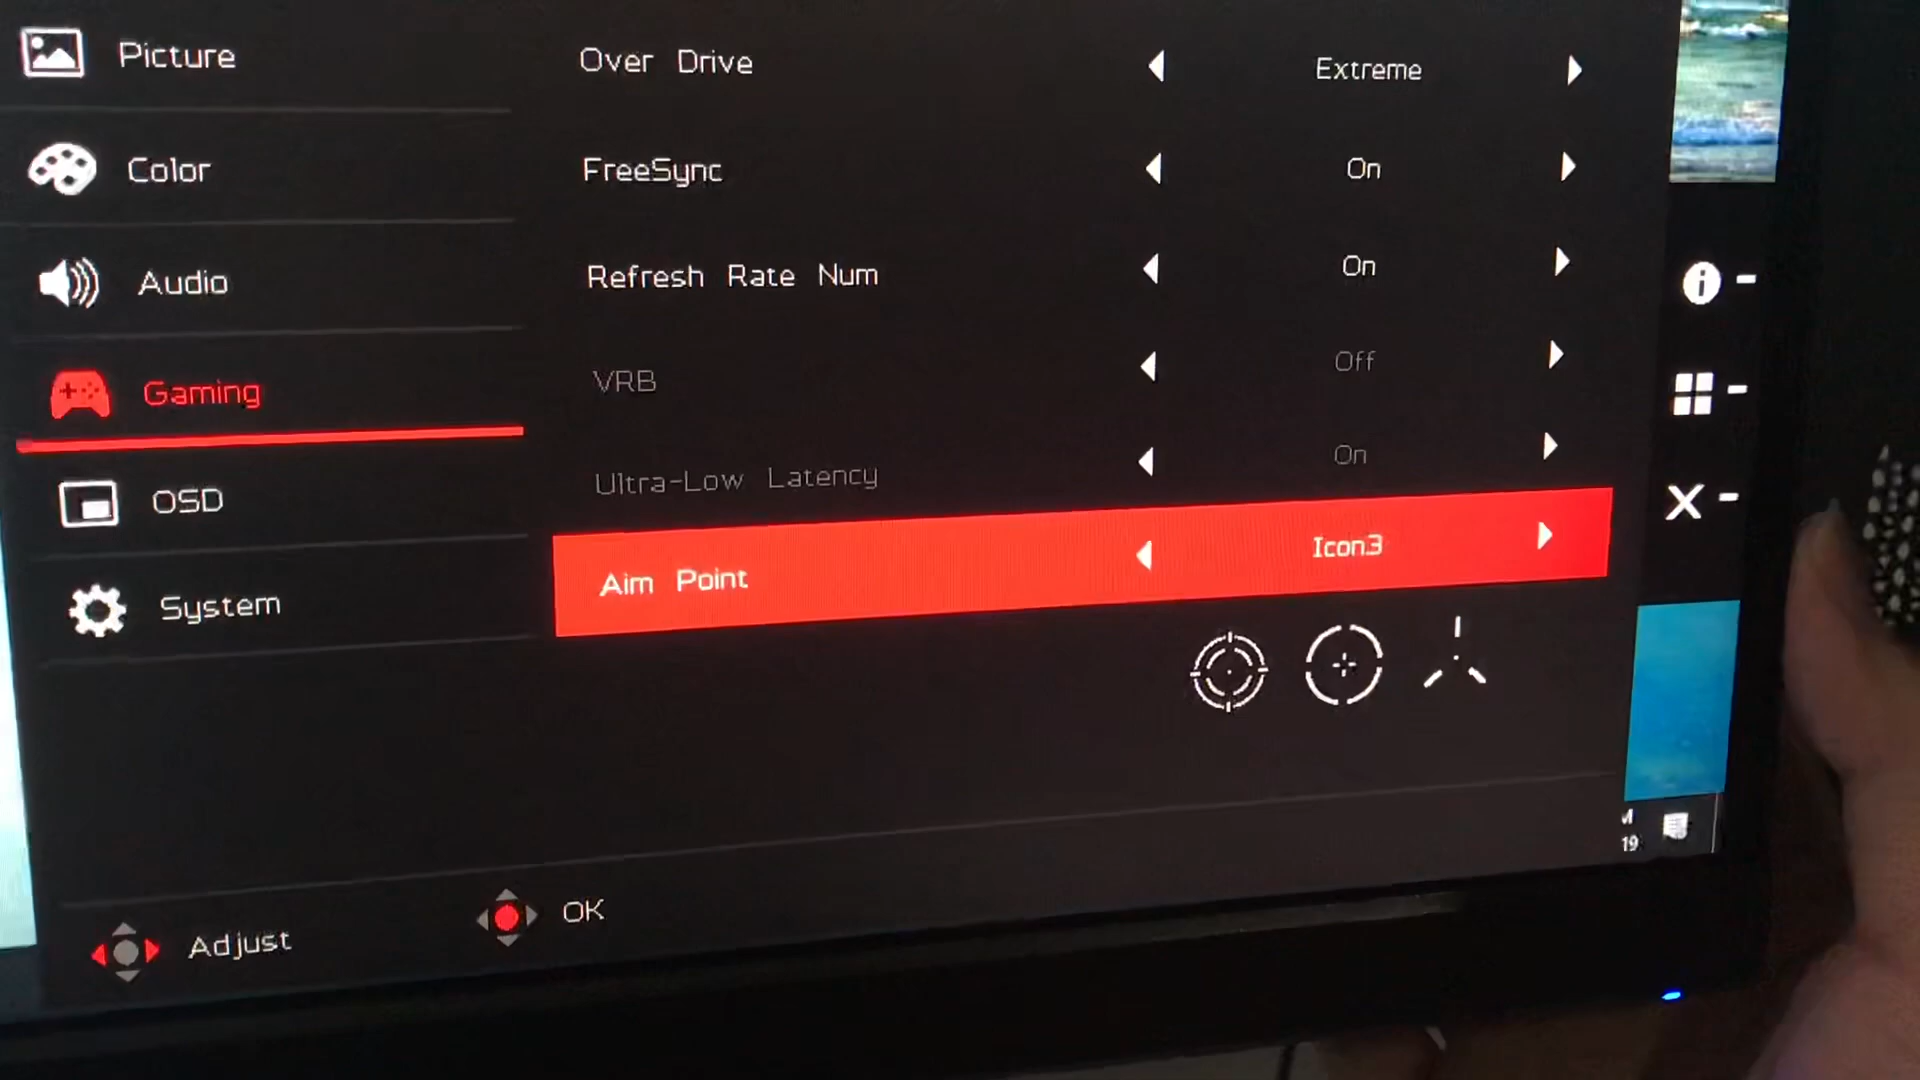 Picture
Color
Audio
Gaming
OSD
System
Over Drive Extreme
FreeSync On
Refresh Rate Num On
VRB Off
Ultra-Low Latency On
Aim Point Icon3
Adjust
OK
19